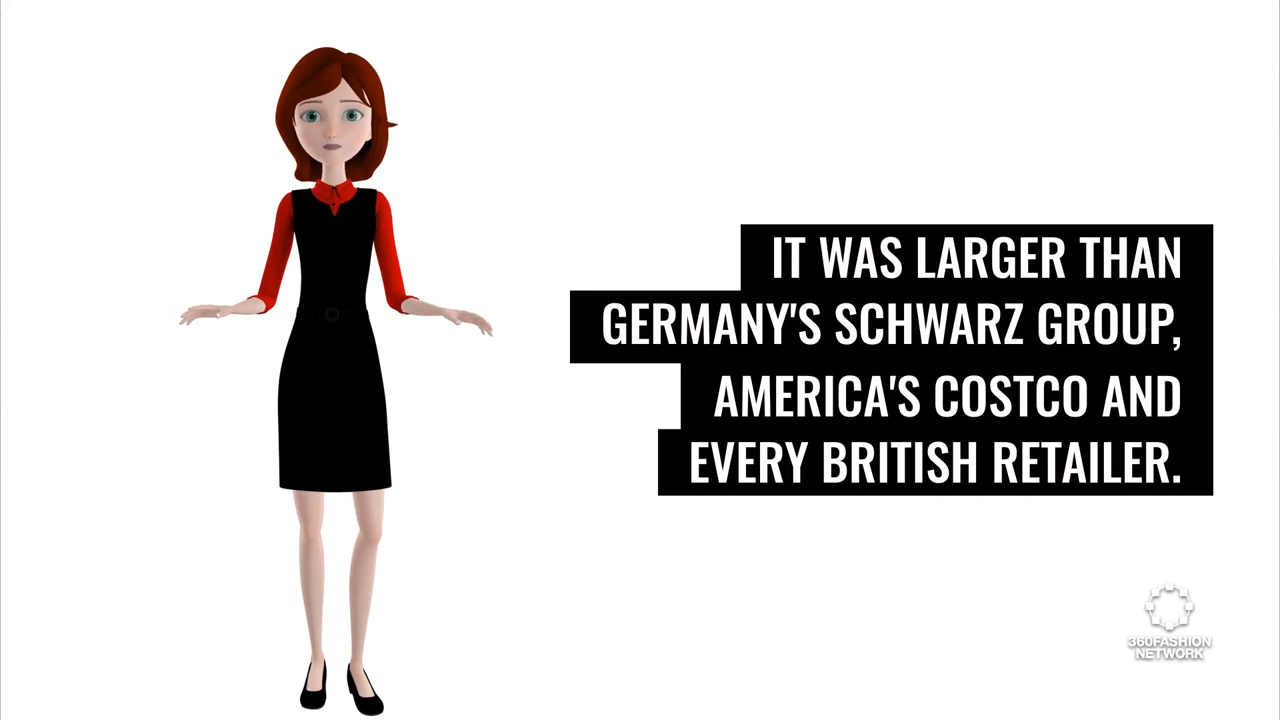 IT WAS LARGER THAN
GERMANY'S SCHWARZ GROUP,
AMERICA'S COSTCO AND
EVERY BRITISH RETAILER.
360FASHION
NETWORK